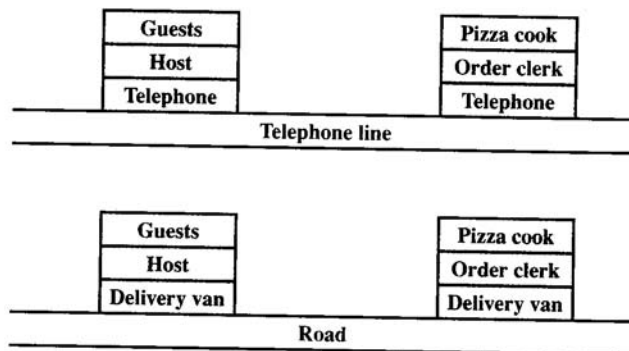 Guests
Pizza cook
Host
Order clerk
Telephone
Telephone
Telephone line
Guests
Pizza cook
Host
Order clerk
Delivery van
Delivery van
Road